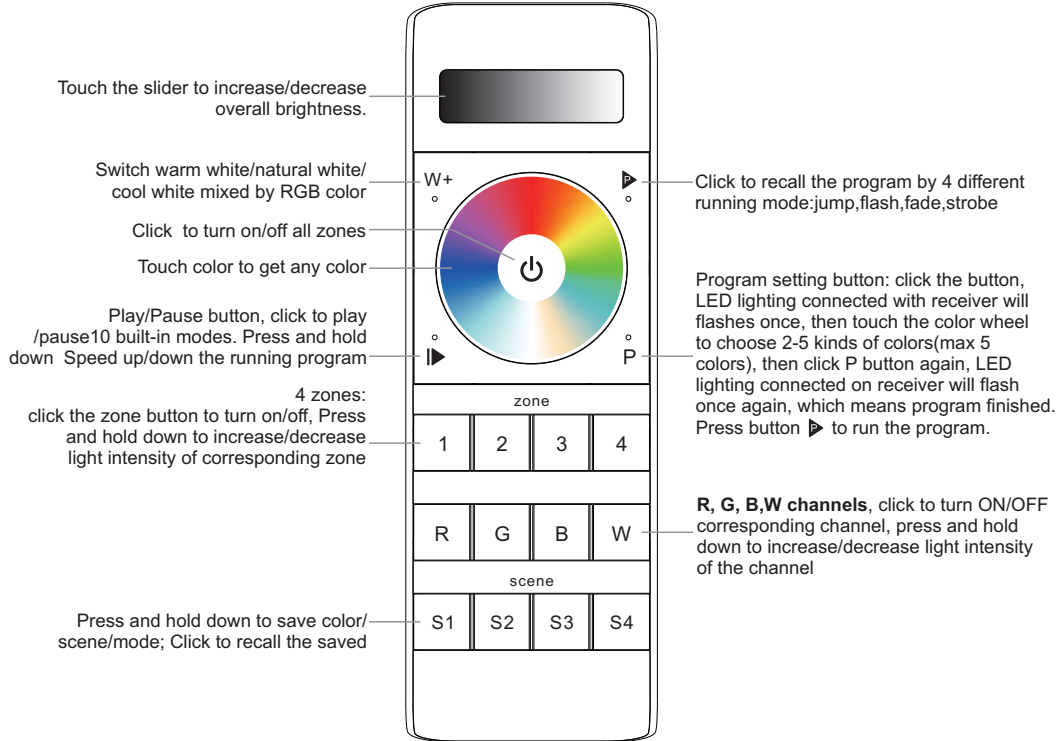 Touch the slider to increase/decrease
overall brightness.
Switch warm white/natural white/
cool white mixed by RGB color
Click  to turn on/off all zones
Touch color to get any color
Play/Pause button, click to play
/pause10 built-in modes. Press and hold
down  Speed up/down the running program
4 zones:
click the zone button to turn on/off, Press
and hold down to increase/decrease
light intensity of corresponding zone
Press and hold down to save color/
scene/mode; Click to recall the saved
W+
P
P
zone
1 2 3 4
R G B W
scene
S1 S2 S3 S4
Click to recall the program by 4 different
running mode:jump,flash,fade,strobe
Program setting button: click the button,
LED lighting connected with receiver will
flashes once, then touch the color wheel
to choose 2-5 kinds of colors(max 5
colors), then click P button again, LED
lighting connected on receiver will flash
once again, which means program finished.
Press button P to run the program.
R, G, B,W channels, click to turn ON/OFF
corresponding channel, press and hold
down to increase/decrease light intensity
of the channel